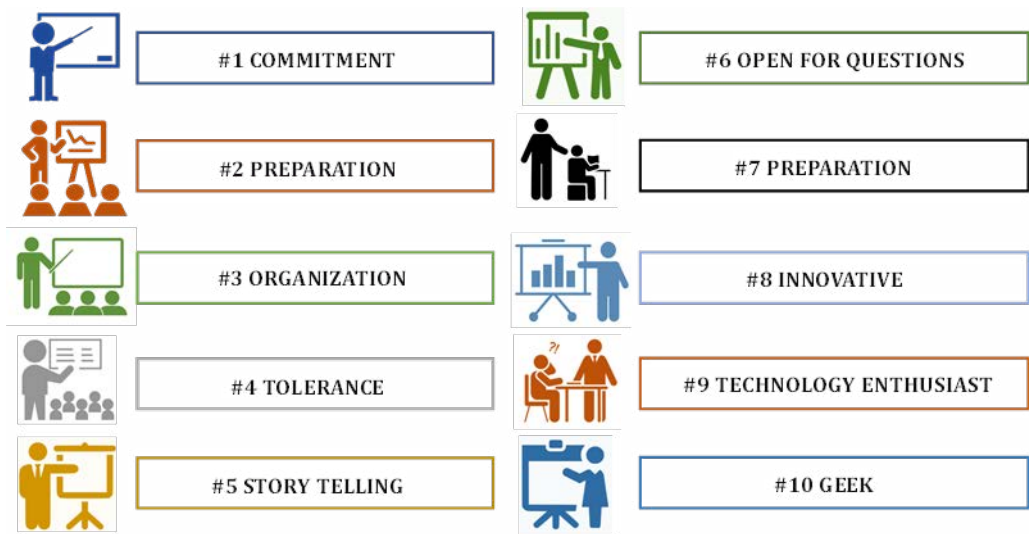 #1 COMMITMENT
#2 PREPARATION
#3 ORGANIZATION
#4 TOLERANCE
#5 STORY TELLING
#6 OPEN FOR QUESTIONS
#7 PREPARATION
#8 INNOVATIVE
?!
#9 TECHNOLOGY ENTHUSIAST
#10 GEEK